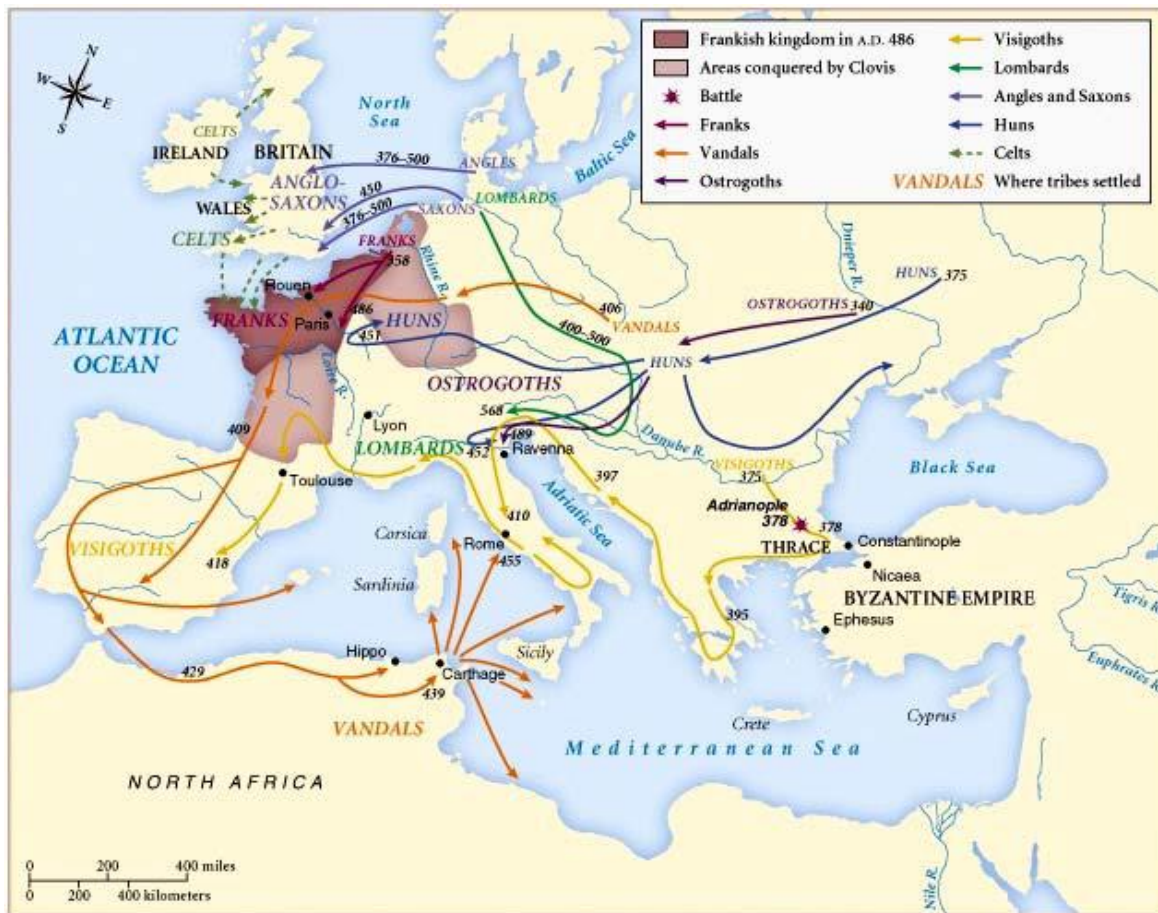 N
W
E
S
Frankish kingdom in A.D. 486
Areas conquered by Clovis
Battle
Franks
Vandals
Ostrogoths
Visigoths
Lombards
Angles and Saxons
Huns
Celts
VANDALS Where tribes settled
North
Sea
Baltic Sea
CELTS
IRELAND
BRITAIN
376–500
ANGLES
ANGLO-
SAXONS
450
WALES
376–500
SAXONS
LOMBARDS
CELTS
FRANKS
358
Rhine R.
Dnieper R.
HUNS 375
Rouen
486
406
OSTROGOTHS 340
FRANKS
Paris
451
HUNS
VANDALS
400–500
ATLANTIC
OCEAN
HUNS
Loire R.
OSTROGOTHS
409
Lyon
568
LOMBARDS
489
452
Ravenna
Danube R.
VISIGOTHS
375
Black Sea
397
Toulouse
Adrianople
378
378
Adriatic Sea
410
Corsica
Rome
455
THRACE
Constantinople
Nicaea
VISIGOTHS
418
Sardinia
BYZANTINE EMPIRE
395
Ephesus
Tigris R.
Euphrates R.
Sicily
429
Hippo
Carthage
439
VANDALS
Crete
Cyprus
Mediterranean Sea
NORTH AFRICA
0 200 400 miles
0 200 400 kilometers
Nile R.